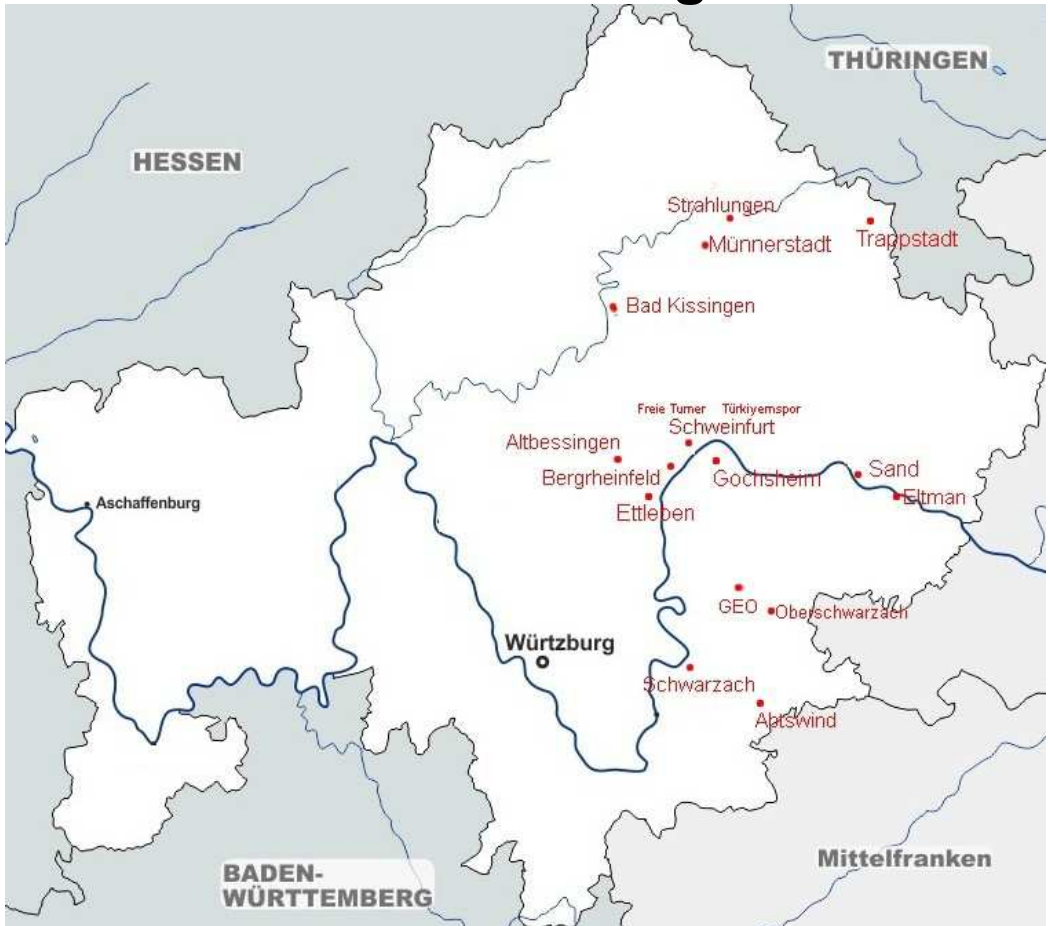 THÜRINGEN
HESSEN
Strahlungen
Münnerstadt
Trappstadt
Bad Kissingen
Freie Turner Türkiyemspor
Schweinfurt
Altbessingen
Bergrheinfeld
Gochsheim
Sand
Eltman
Ettleben
Aschaffenburg
GEO
Oberschwarzach
Würtzburg
Schwarzach
Abtswind
Mittelfranken
BADEN-
WÜRTTEMBERG